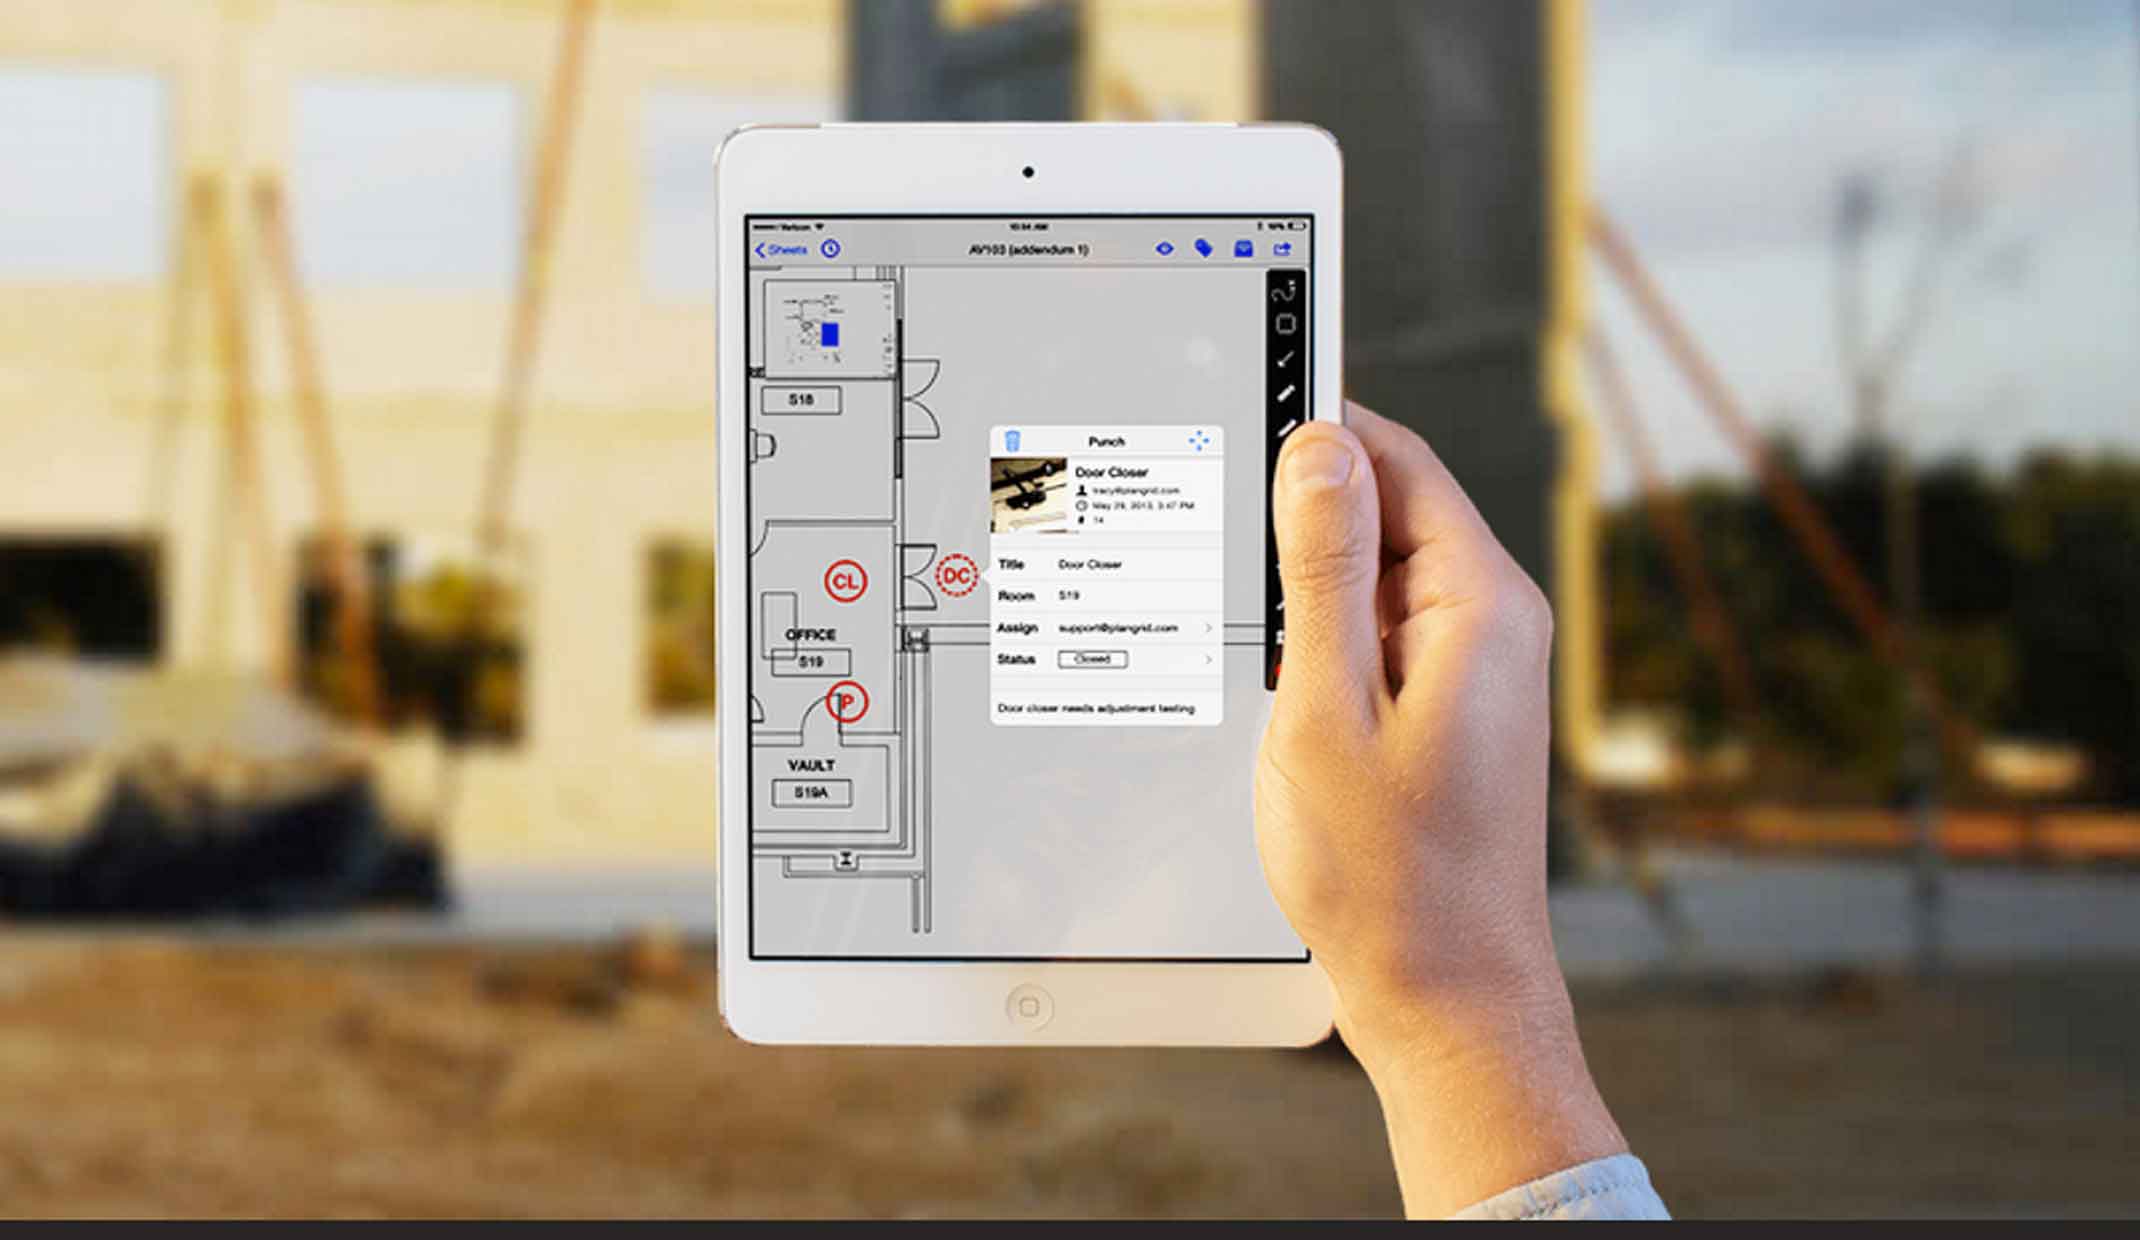 Verizon
10:34 AM
Sheets
AV103 (addendum 1)
S18
CL
OFFICE
S19
P
VAULT
S19A
DC
Punch
Door Closer
tracy@plangrid.com
May 29, 2013, 3:47 PM
# 14
Title Door Closer
Room S19
Assign support@plangrid.com
Status Closed
Door closer needs adjustment testing